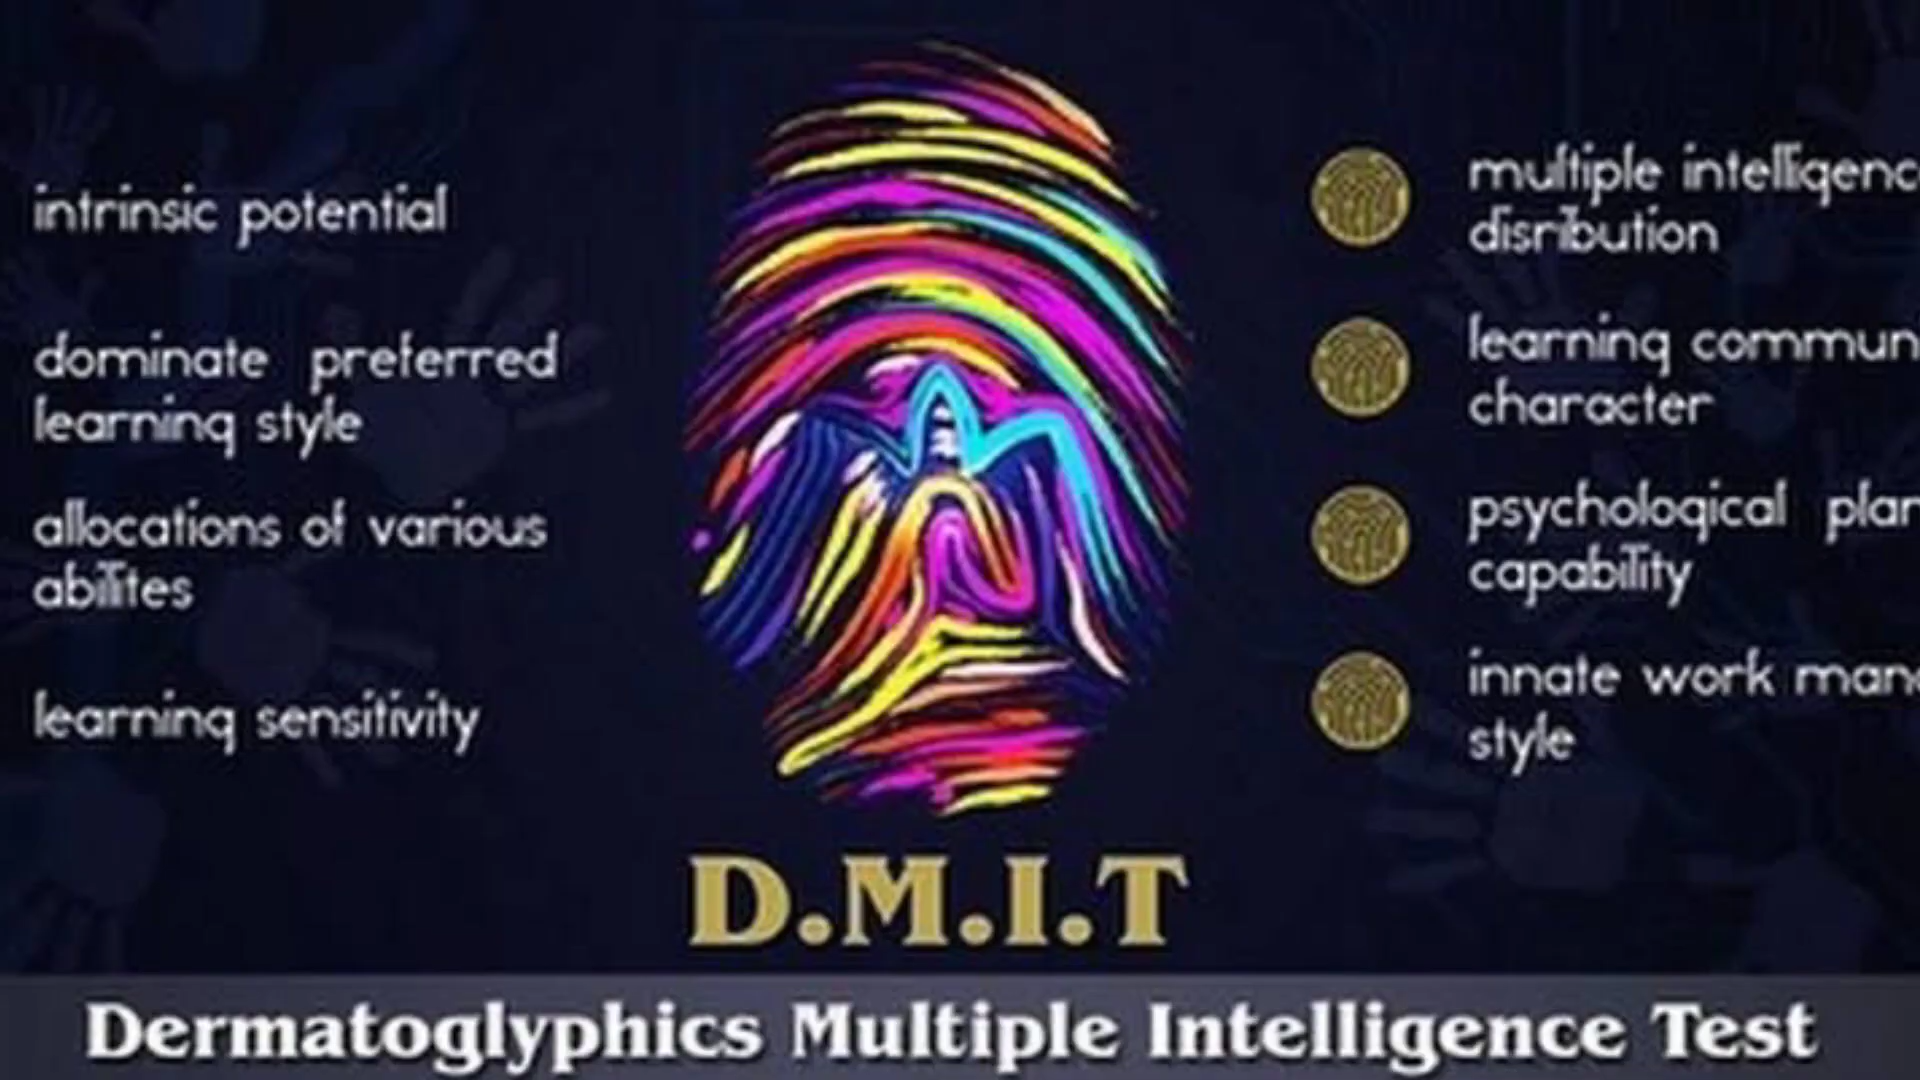 intrinsic potential
dominate preferred
learning style
allocations of various
abilites
learning sensitivity
multiple intelligenc
disribution
learning commun
character
psychological plan
capability
innate work mana
style
D.M.I.T
Dermatoglyphics Multiple Intelligence Test